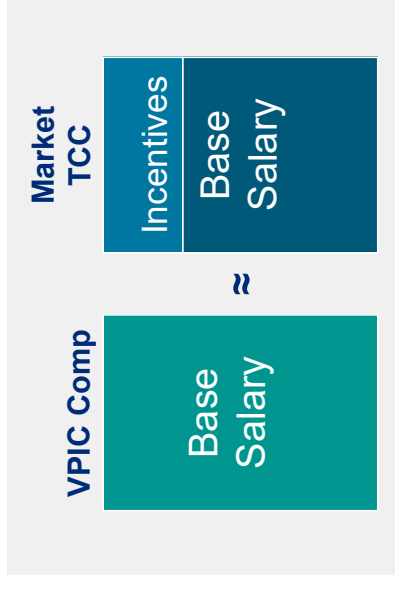 VPIC Comp
Base
Salary
≈
Market
TCC
Incentives
Base
Salary